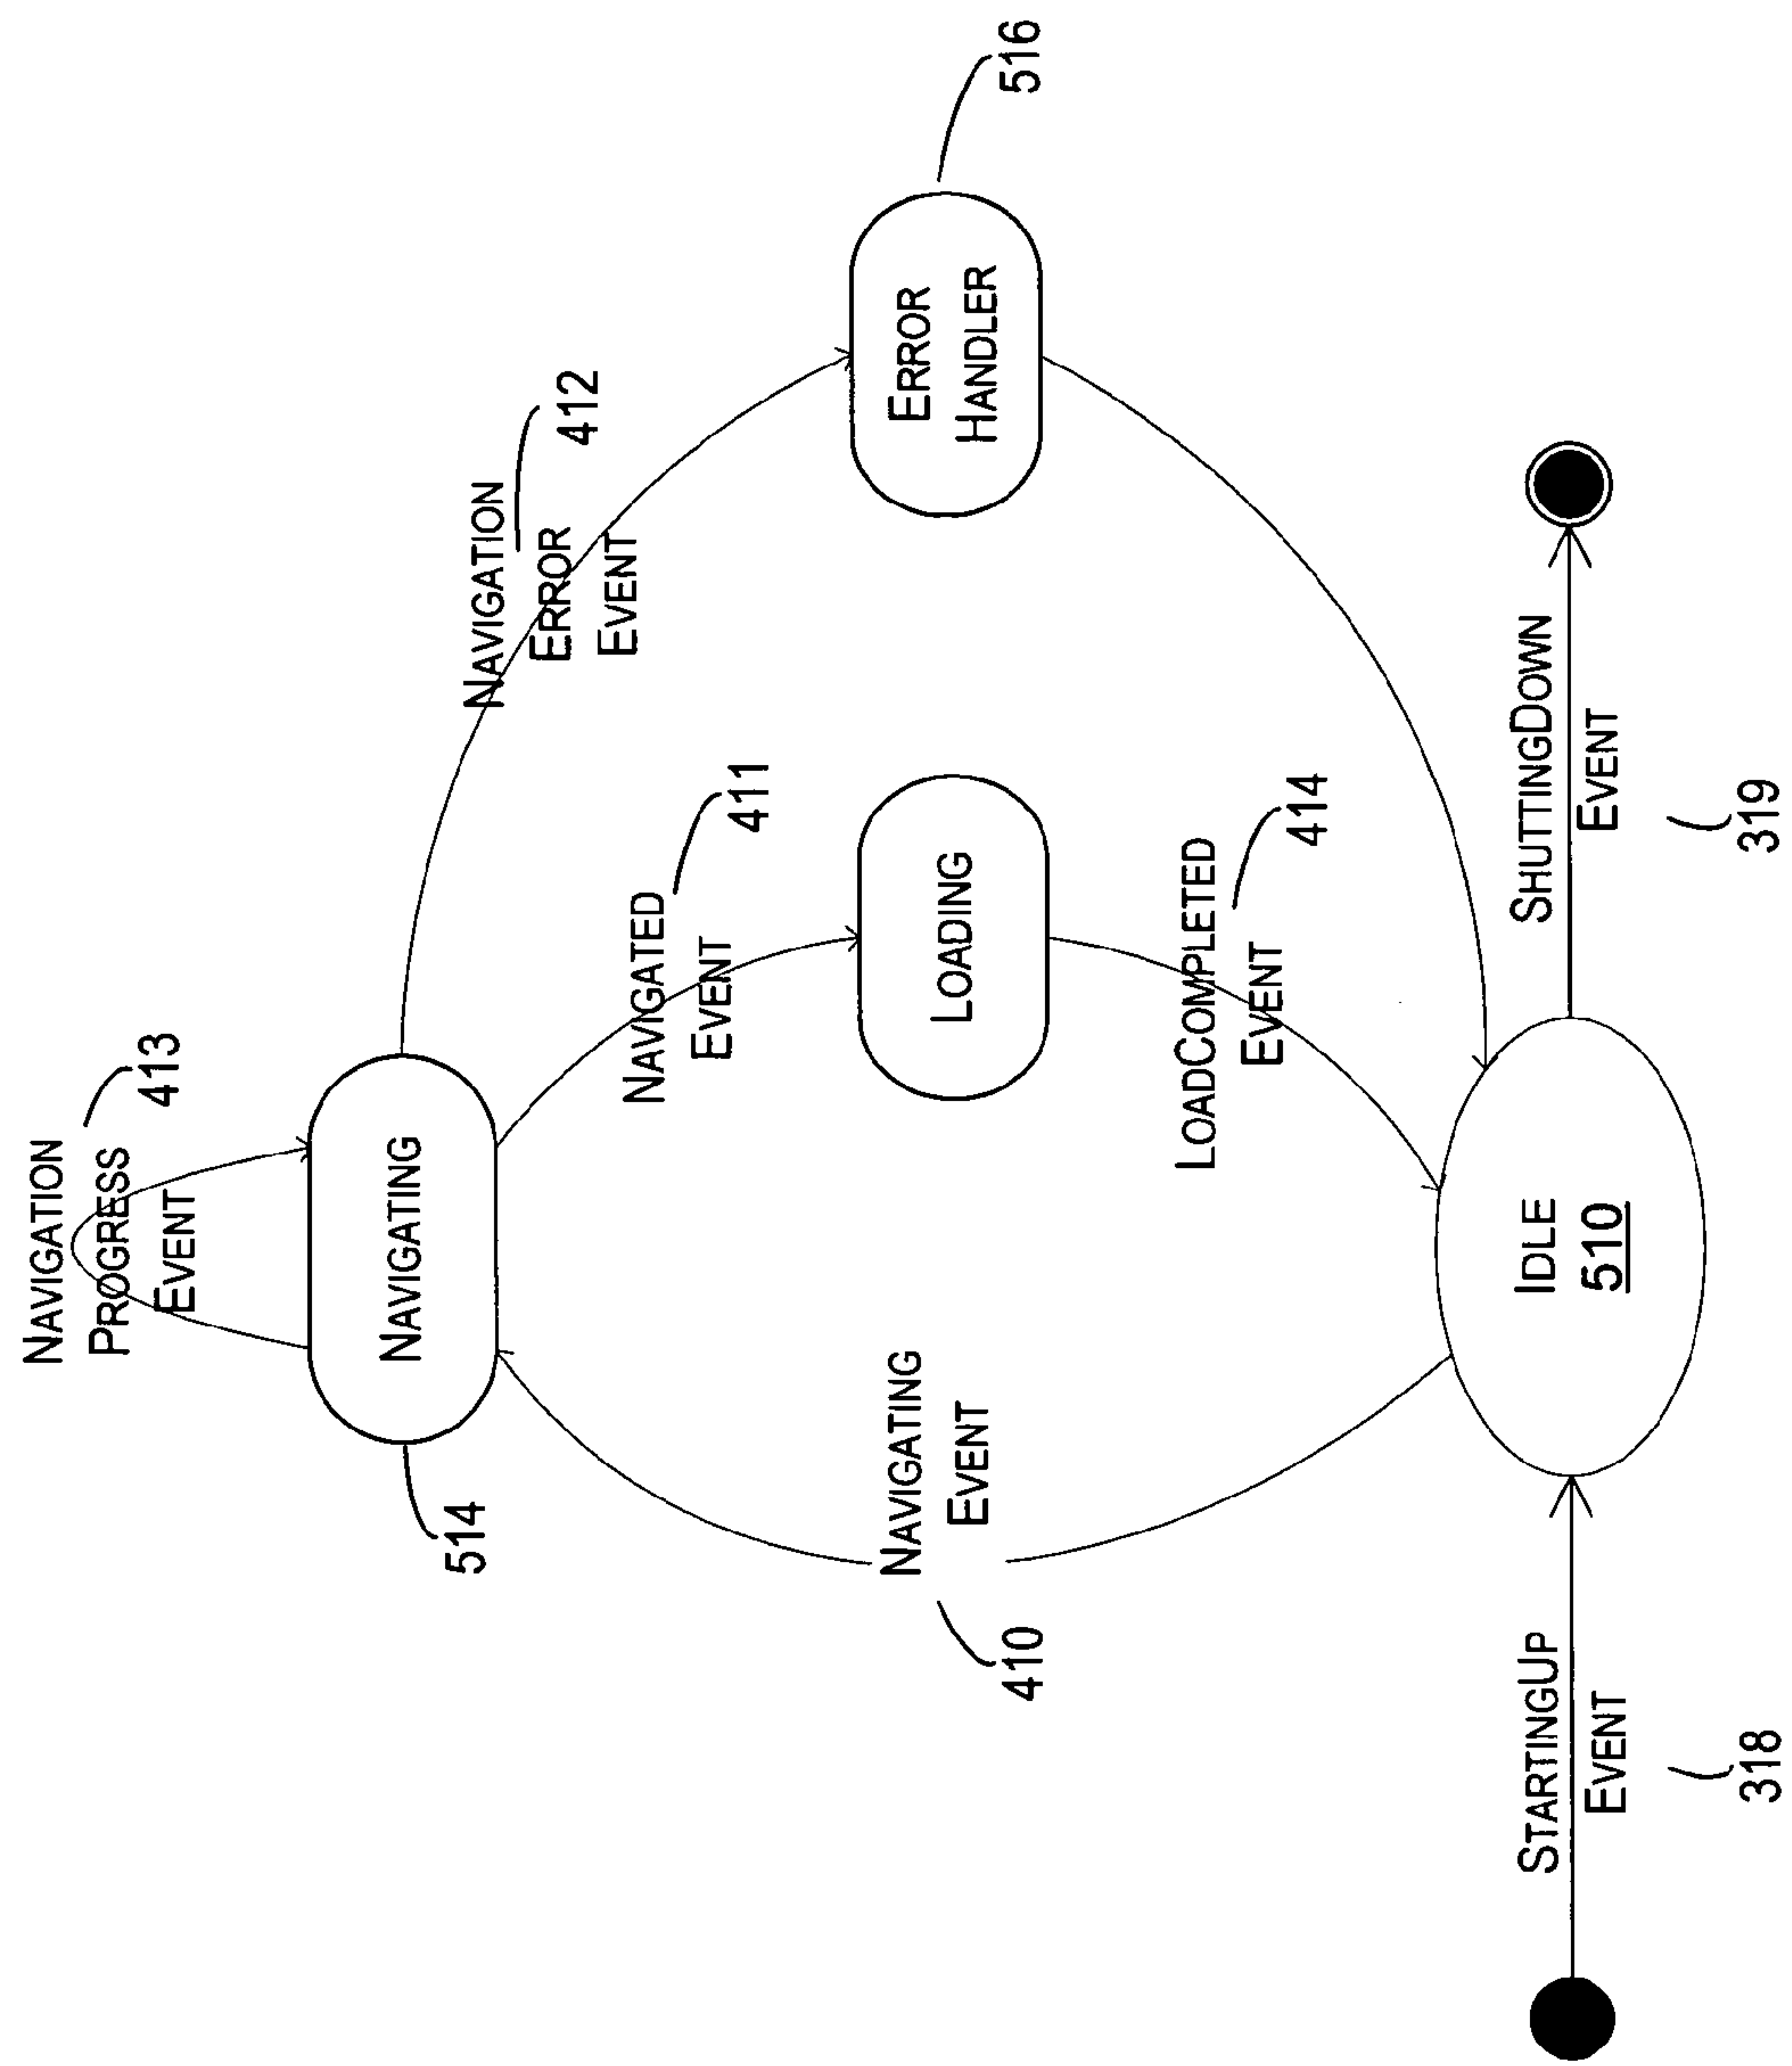 NAVIGATION
PROGRESS
EVENT
413
NAVIGATING
514
NAVIGATION
ERROR
EVENT
412
NAVIGATED
EVENT
411
NAVIGATING
EVENT
410
LOADING
ERROR
HANDLER
516
LOADCOMPLETED
EVENT
414
STARTINGUP
EVENT
318
IDLE
510
SHUTTINGDOWN
EVENT
319